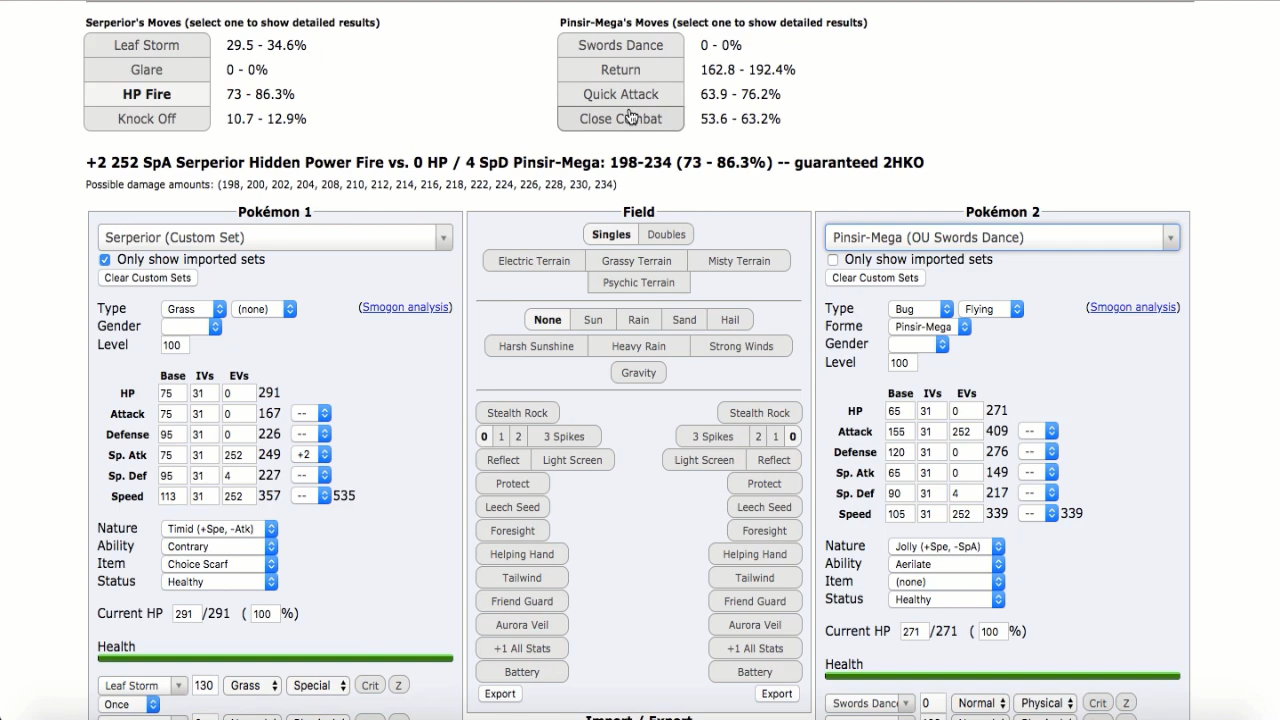 Serperior's Moves (select one to show detailed results)
Pinsir-Mega's Moves (select one to show detailed results)
Leaf Storm 29.5 - 34.6%
Swords Dance 0 - 0%
Glare 0 - 0%
Return 162.8 - 192.4%
HP Fire 73 - 86.3%
Quick Attack 63.9 - 76.2%
Knock Off 10.7 - 12.9%
Close Combat 53.6 - 63.2%
+2 252 SpA Serperior Hidden Power Fire vs. 0 HP / 4 SpD Pinsir-Mega: 198-234 (73 - 86.3%) -- guaranteed 2HKO
Possible damage amounts: (198, 200, 202, 204, 208, 210, 212, 214, 216, 218, 222, 224, 226, 228, 230, 234)
Pokémon 1
Serperior (Custom Set)
Only show imported sets
Clear Custom Sets
Type Grass (none) (Smogon analysis)
Gender
Level 100
Base IVs EVs
HP 75 31 0 291
Attack 75 31 0 167 --
Defense 95 31 0 226 --
Sp. Atk 75 31 252 249 +2
Sp. Def 95 31 4 227 --
Speed 113 31 252 357 -- 535
Nature Timid (+Spe, -Atk)
Ability Contrary
Item Choice Scarf
Status Healthy
Current HP 291 /291 ( 100 %)
Health
Leaf Storm 130 Grass Special Crit Z
Once
Field
Singles Doubles
Electric Terrain Grassy Terrain Misty Terrain
Psychic Terrain
None Sun Rain Sand Hail
Harsh Sunshine Heavy Rain Strong Winds
Gravity
Stealth Rock Stealth Rock
0 1 2 3 Spikes 3 Spikes 2 1 0
Reflect Light Screen Light Screen Reflect
Protect Protect
Leech Seed Leech Seed
Foresight Foresight
Helping Hand Helping Hand
Tailwind Tailwind
Friend Guard Friend Guard
Aurora Veil Aurora Veil
+1 All Stats +1 All Stats
Battery Battery
Export Export
Import / Export
Pokémon 2
Pinsir-Mega (OU Swords Dance)
Only show imported sets
Clear Custom Sets
Type Bug Flying (Smogon analysis)
Forme Pinsir-Mega
Gender
Level 100
Base IVs EVs
HP 65 31 0 271
Attack 155 31 252 409 --
Defense 120 31 0 276 --
Sp. Atk 65 31 0 149 --
Sp. Def 90 31 4 217 --
Speed 105 31 252 339 -- 339
Nature Jolly (+Spe, -SpA)
Ability Aerilate
Item (none)
Status Healthy
Current HP 271 /271 ( 100 %)
Health
Swords Danc 0 Normal Physical Crit Z